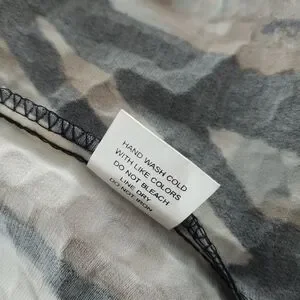 HAND WASH COLD
WITH LIKE COLORS
DO NOT BLEACH
LINE DRY
DO NOT IRON